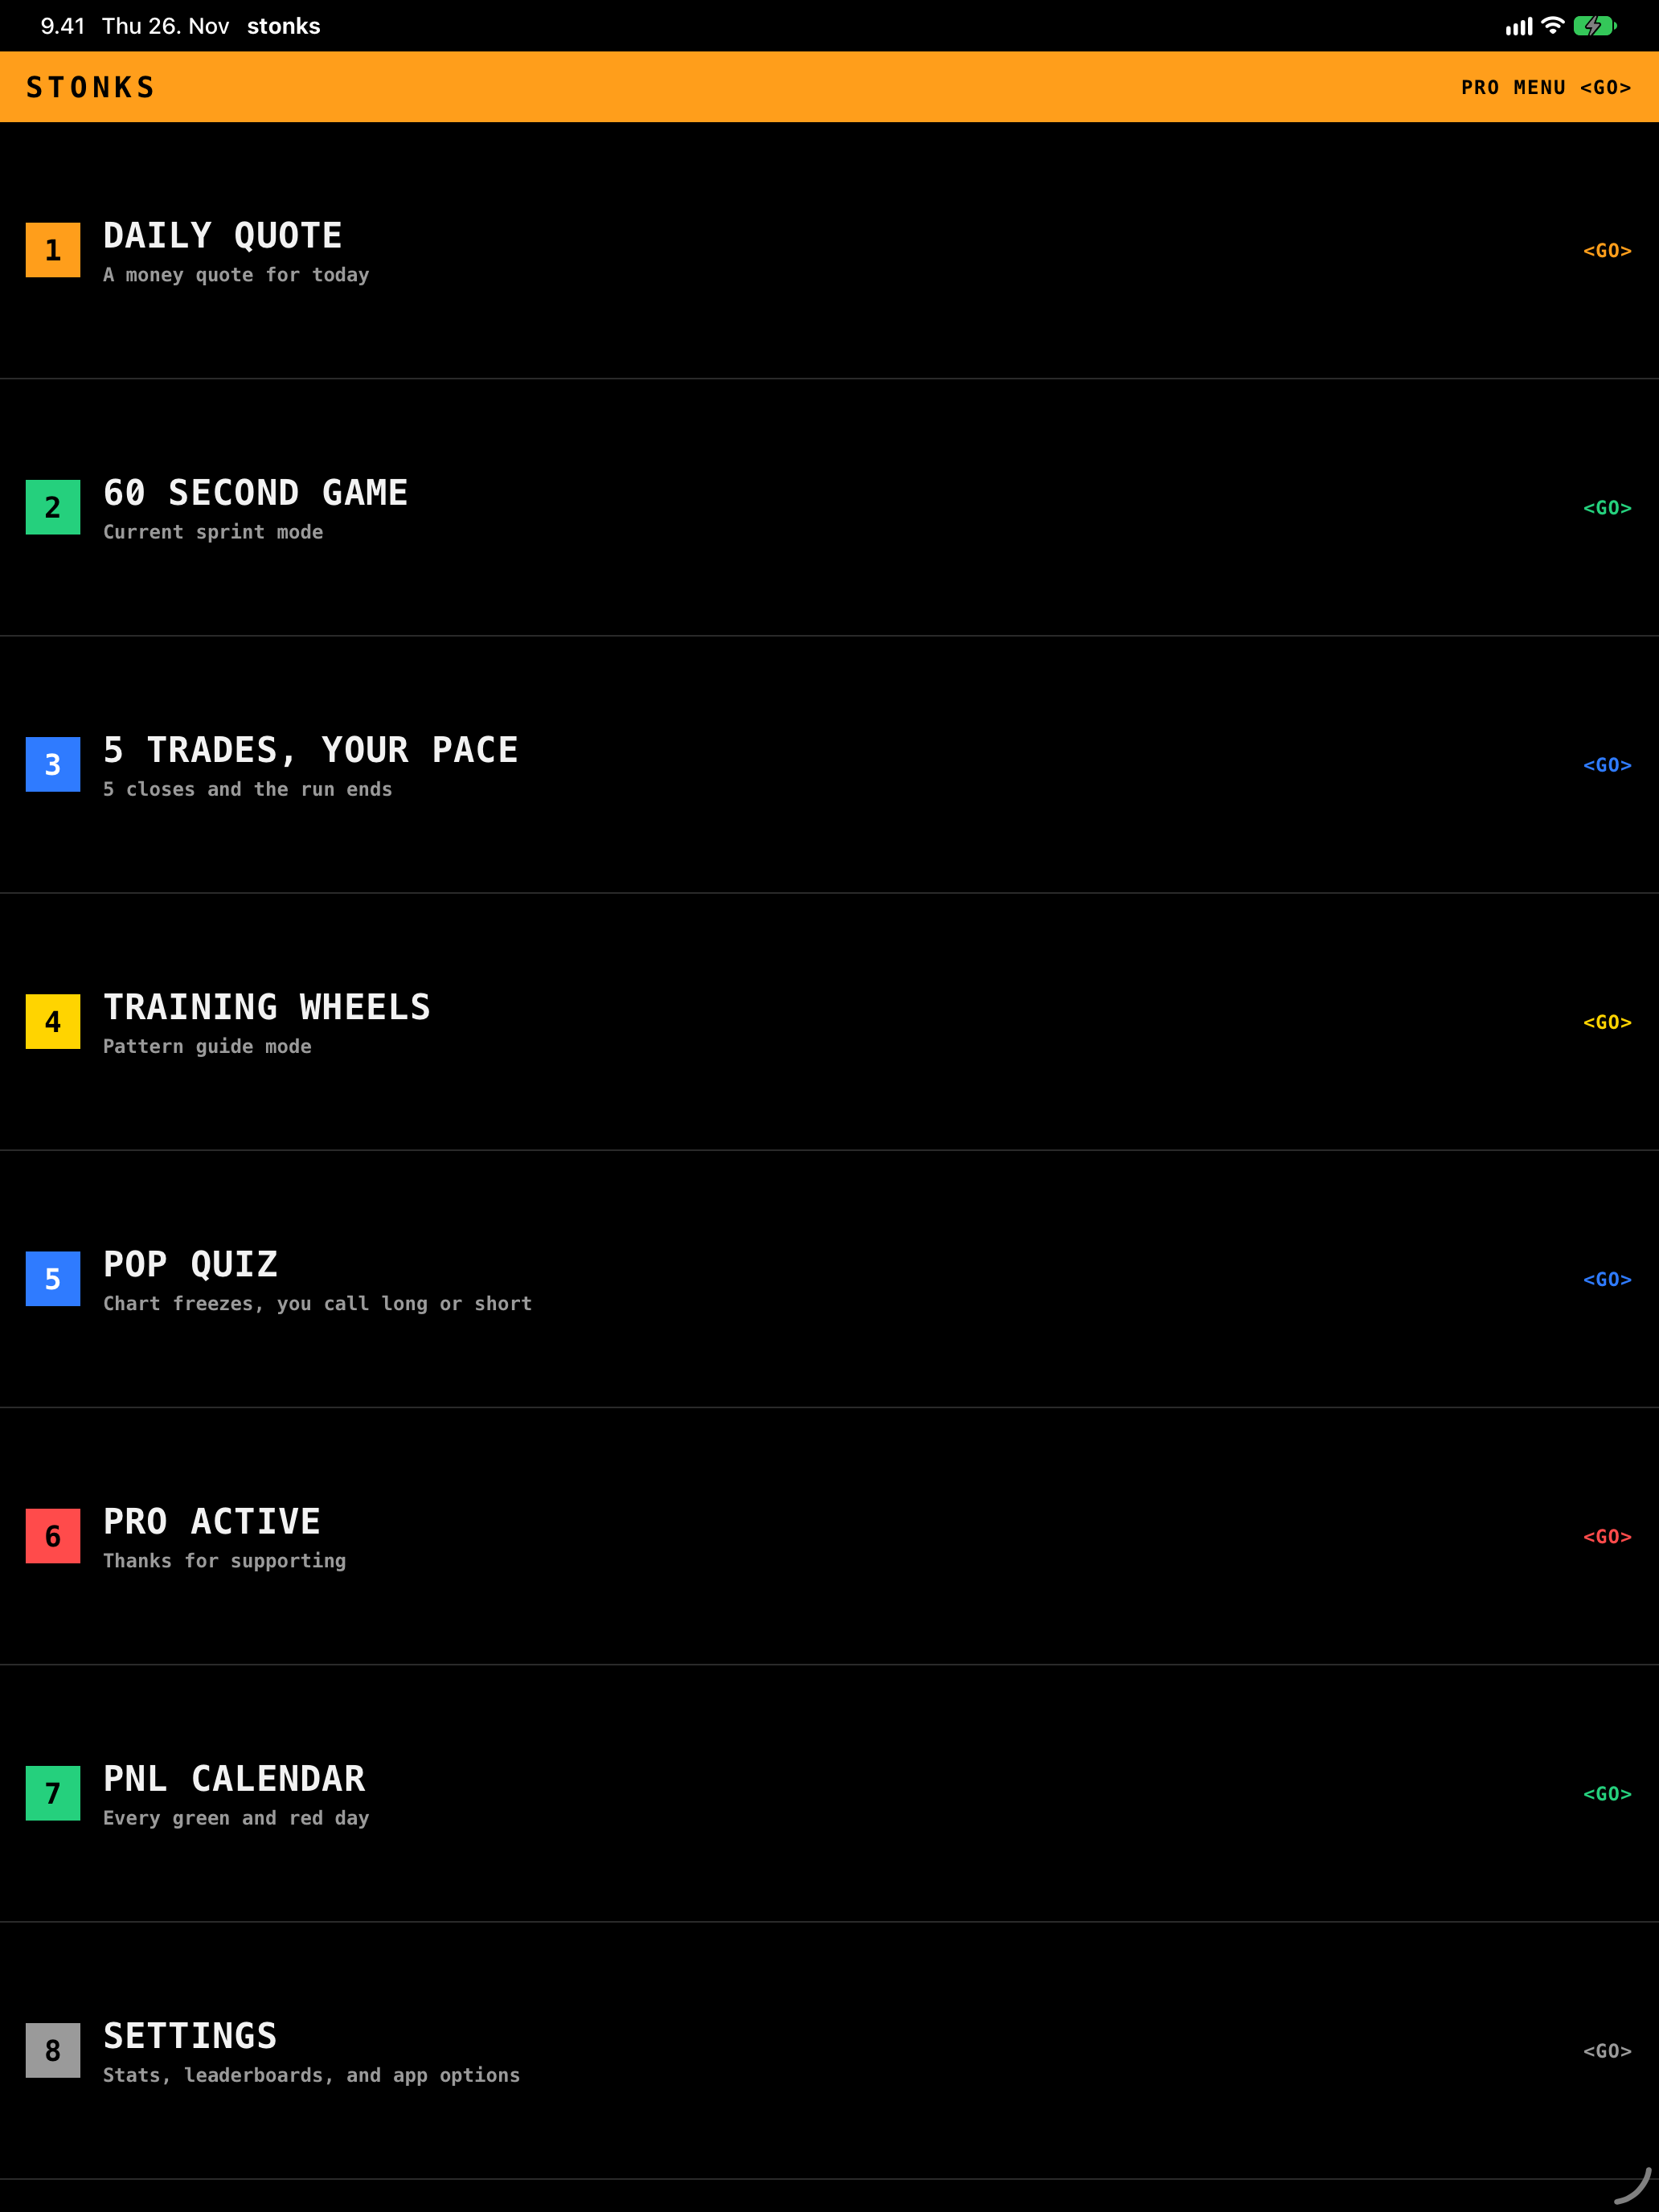 9.41 Thu 26. Nov stonks
STONKS PRO MENU <GO>
1 DAILY QUOTE <GO>
A money quote for today
2 60 SECOND GAME <GO>
Current sprint mode
3 5 TRADES, YOUR PACE <GO>
5 closes and the run ends
4 TRAINING WHEELS <GO>
Pattern guide mode
5 POP QUIZ <GO>
Chart freezes, you call long or short
6 PRO ACTIVE <GO>
Thanks for supporting
7 PNL CALENDAR <GO>
Every green and red day
8 SETTINGS <GO>
Stats, leaderboards, and app options